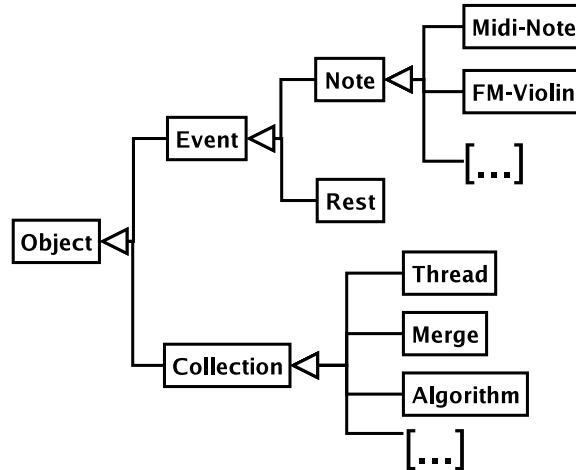 Midi-Note
Note
FM-Violin
Event
[...]
Rest
Object
Thread
Merge
Collection
Algorithm
[...]